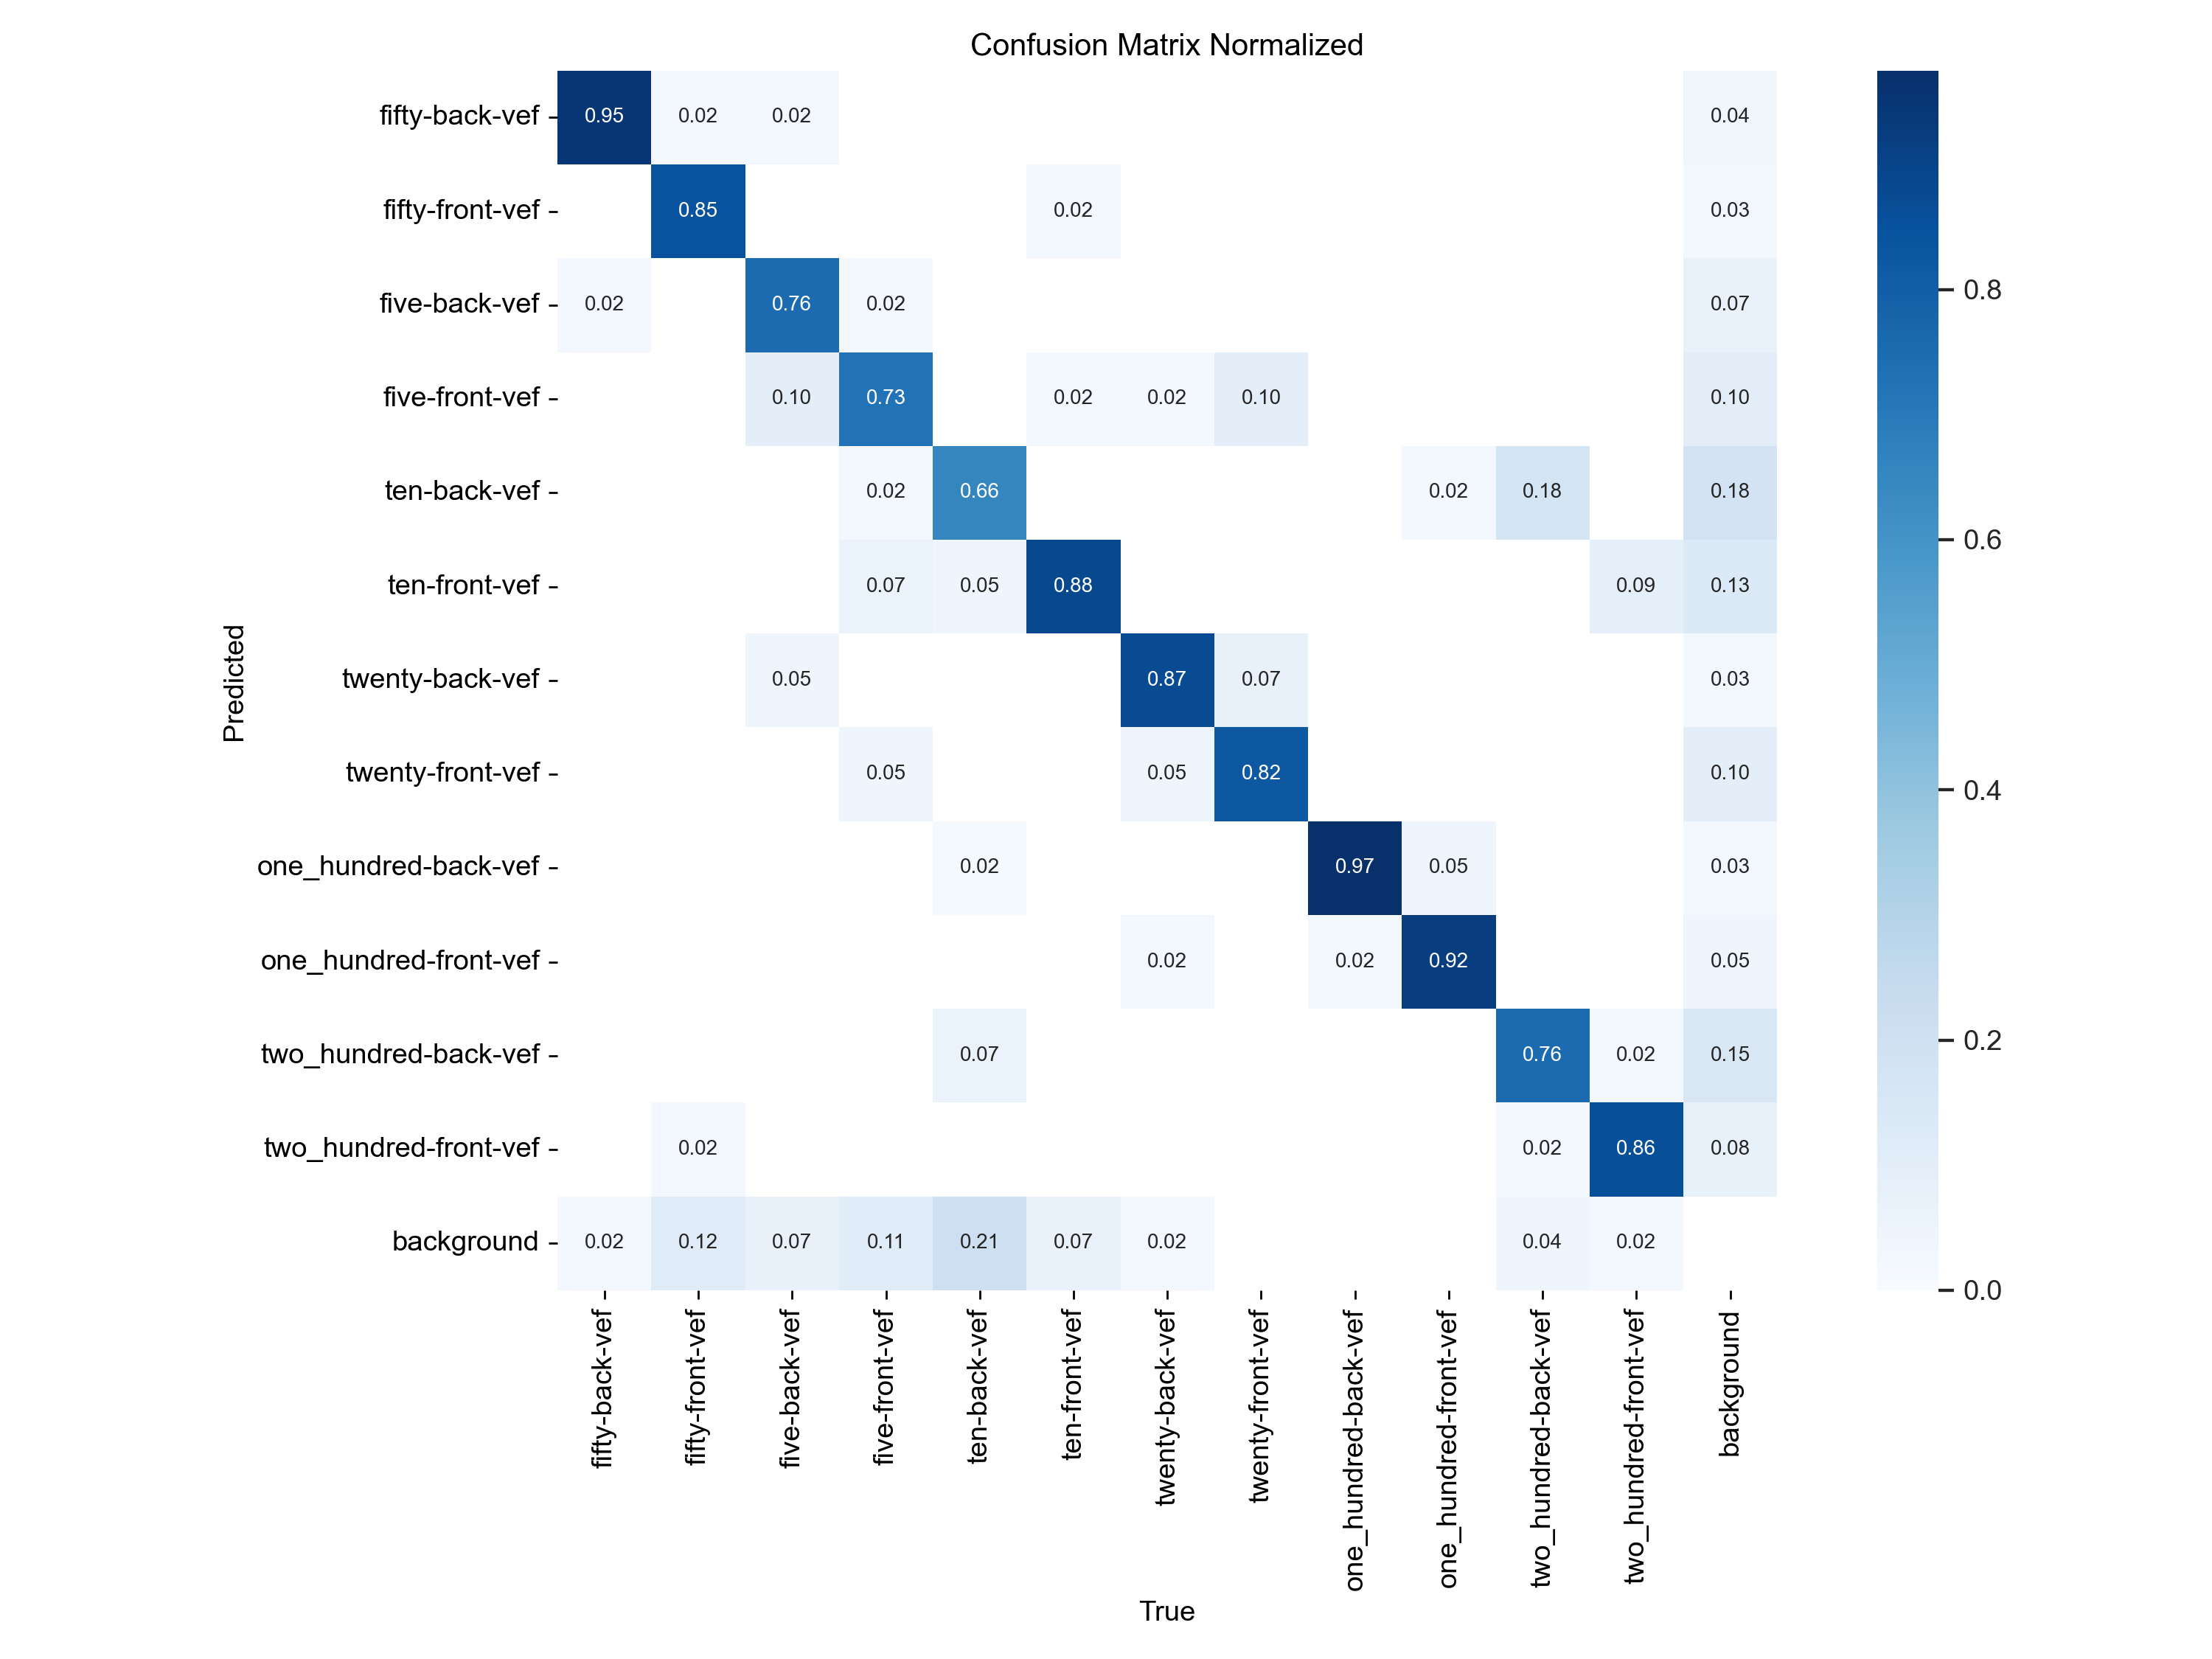 Confusion Matrix Normalized
fifty-back-vef 0.95 0.02 0.02 0.04
fifty-front-vef 0.85 0.02 0.03
five-back-vef 0.02 0.76 0.02 0.07
five-front-vef 0.10 0.73 0.02 0.02 0.10 0.10
ten-back-vef 0.02 0.66 0.02 0.18 0.18
ten-front-vef 0.07 0.05 0.88 0.09 0.13
twenty-back-vef 0.05 0.87 0.07 0.03
twenty-front-vef 0.05 0.05 0.82 0.10
one_hundred-back-vef 0.02 0.97 0.05 0.03
one_hundred-front-vef 0.02 0.02 0.92 0.05
two_hundred-back-vef 0.07 0.76 0.02 0.15
two_hundred-front-vef 0.02 0.02 0.86 0.08
background 0.02 0.12 0.07 0.11 0.21 0.07 0.02 0.04 0.02
Predicted
fifty-back-vef
fifty-front-vef
five-back-vef
five-front-vef
ten-back-vef
ten-front-vef
twenty-back-vef
twenty-front-vef
one_hundred-back-vef
one_hundred-front-vef
two_hundred-back-vef
two_hundred-front-vef
background
True
0.8
0.6
0.4
0.2
0.0